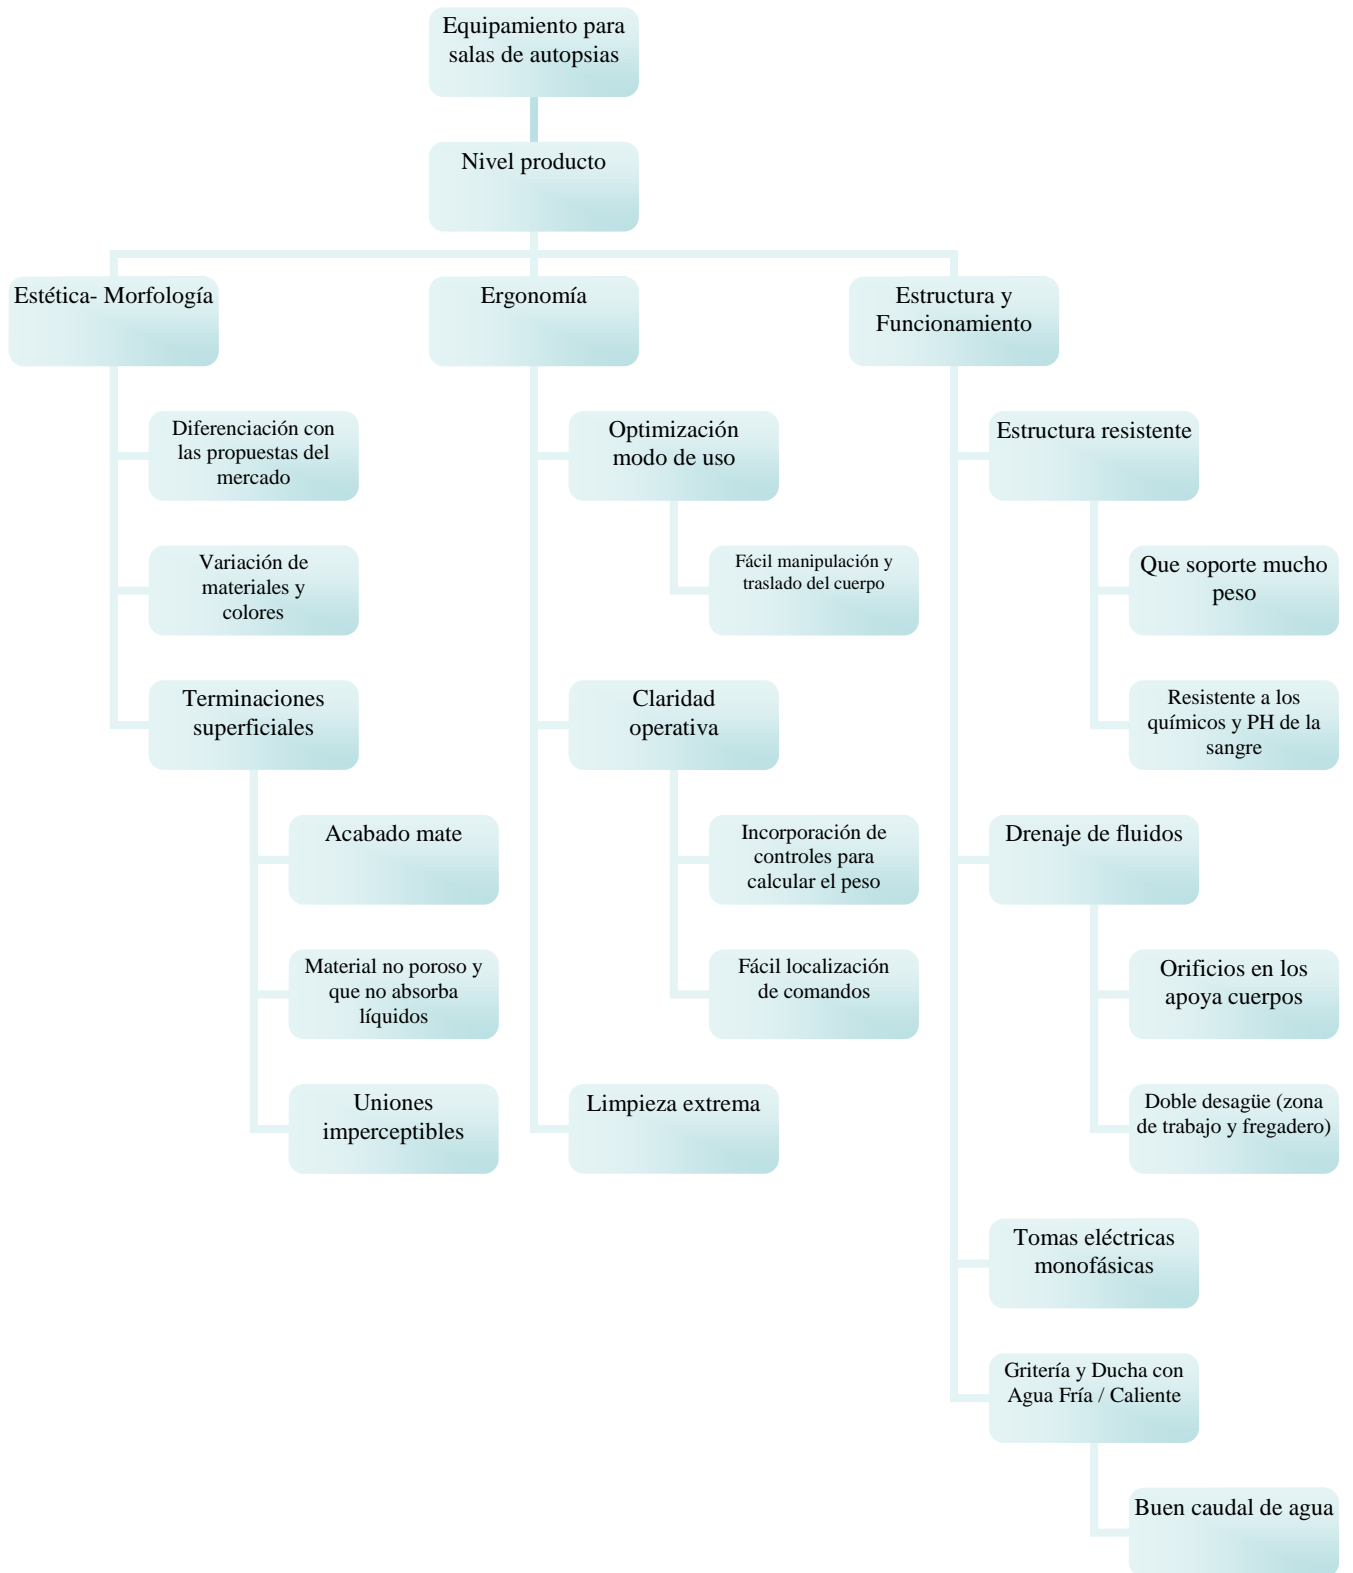 Equipamiento para
salas de autopsias
Nivel producto
Estética- Morfología
Ergonomía
Estructura y
Funcionamiento
Diferenciación con
las propuestas del
mercado
Variación de
materiales y
colores
Terminaciones
superficiales
Acabado mate
Material no poroso y
que no absorba
líquidos
Uniones
imperceptibles
Optimización
modo de uso
Fácil manipulación y
traslado del cuerpo
Claridad
operativa
Incorporación de
controles para
calcular el peso
Fácil localización
de comandos
Limpieza extrema
Estructura resistente
Que soporte mucho
peso
Resistente a los
químicos y PH de la
sangre
Drenaje de fluidos
Orificios en los
apoya cuerpos
Doble desagüe (zona
de trabajo y fregadero)
Tomas eléctricas
monofásicas
Gritería y Ducha con
Agua Fría / Caliente
Buen caudal de agua